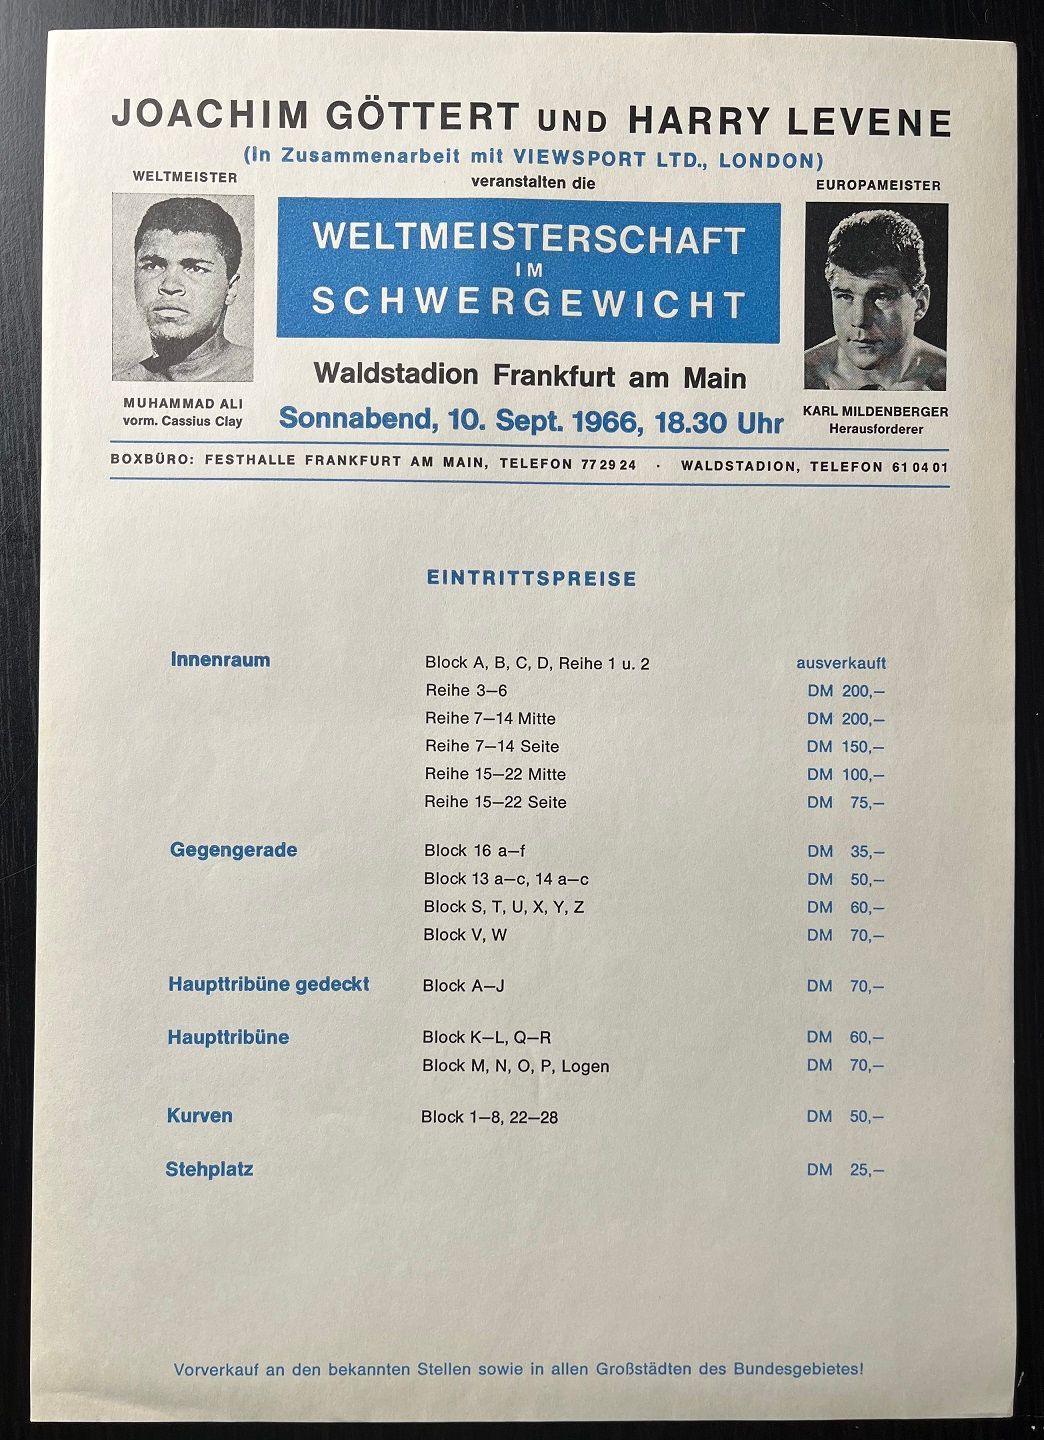 JOACHIM GÖTTERT UND HARRY LEVENE
(In Zusammenarbeit mit VIEWSPORT LTD., LONDON)
veranstalten die
WELTMEISTER
EUROPAMEISTER
WELTMEISTERSCHAFT
IM
SCHWERGEWICHT
Waldstadion Frankfurt am Main
Sonnabend, 10. Sept. 1966, 18.30 Uhr
MUHAMMAD ALI
vorm. Cassius Clay
KARL MILDENBERGER
Herausforderer
BOXBÜRO: FESTHALLE FRANKFURT AM MAIN, TELEFON 77 29 24 · WALDSTADION, TELEFON 61 04 01
EINTRITTSPREISE
Innenraum Block A, B, C, D, Reihe 1 u. 2 ausverkauft
Reihe 3—6 DM 200,—
Reihe 7—14 Mitte DM 200,—
Reihe 7—14 Seite DM 150,—
Reihe 15—22 Mitte DM 100,—
Reihe 15—22 Seite DM 75,—
Gegengerade Block 16 a—f DM 35,—
Block 13 a—c, 14 a—c DM 50,—
Block S, T, U, X, Y, Z DM 60,—
Block V, W DM 70,—
Haupttribüne gedeckt Block A—J DM 70,—
Haupttribüne Block K—L, Q—R DM 60,—
Block M, N, O, P, Logen DM 70,—
Kurven Block 1—8, 22—28 DM 50,—
Stehplatz DM 25,—
Vorverkauf an den bekannten Stellen sowie in allen Großstädten des Bundesgebietes!